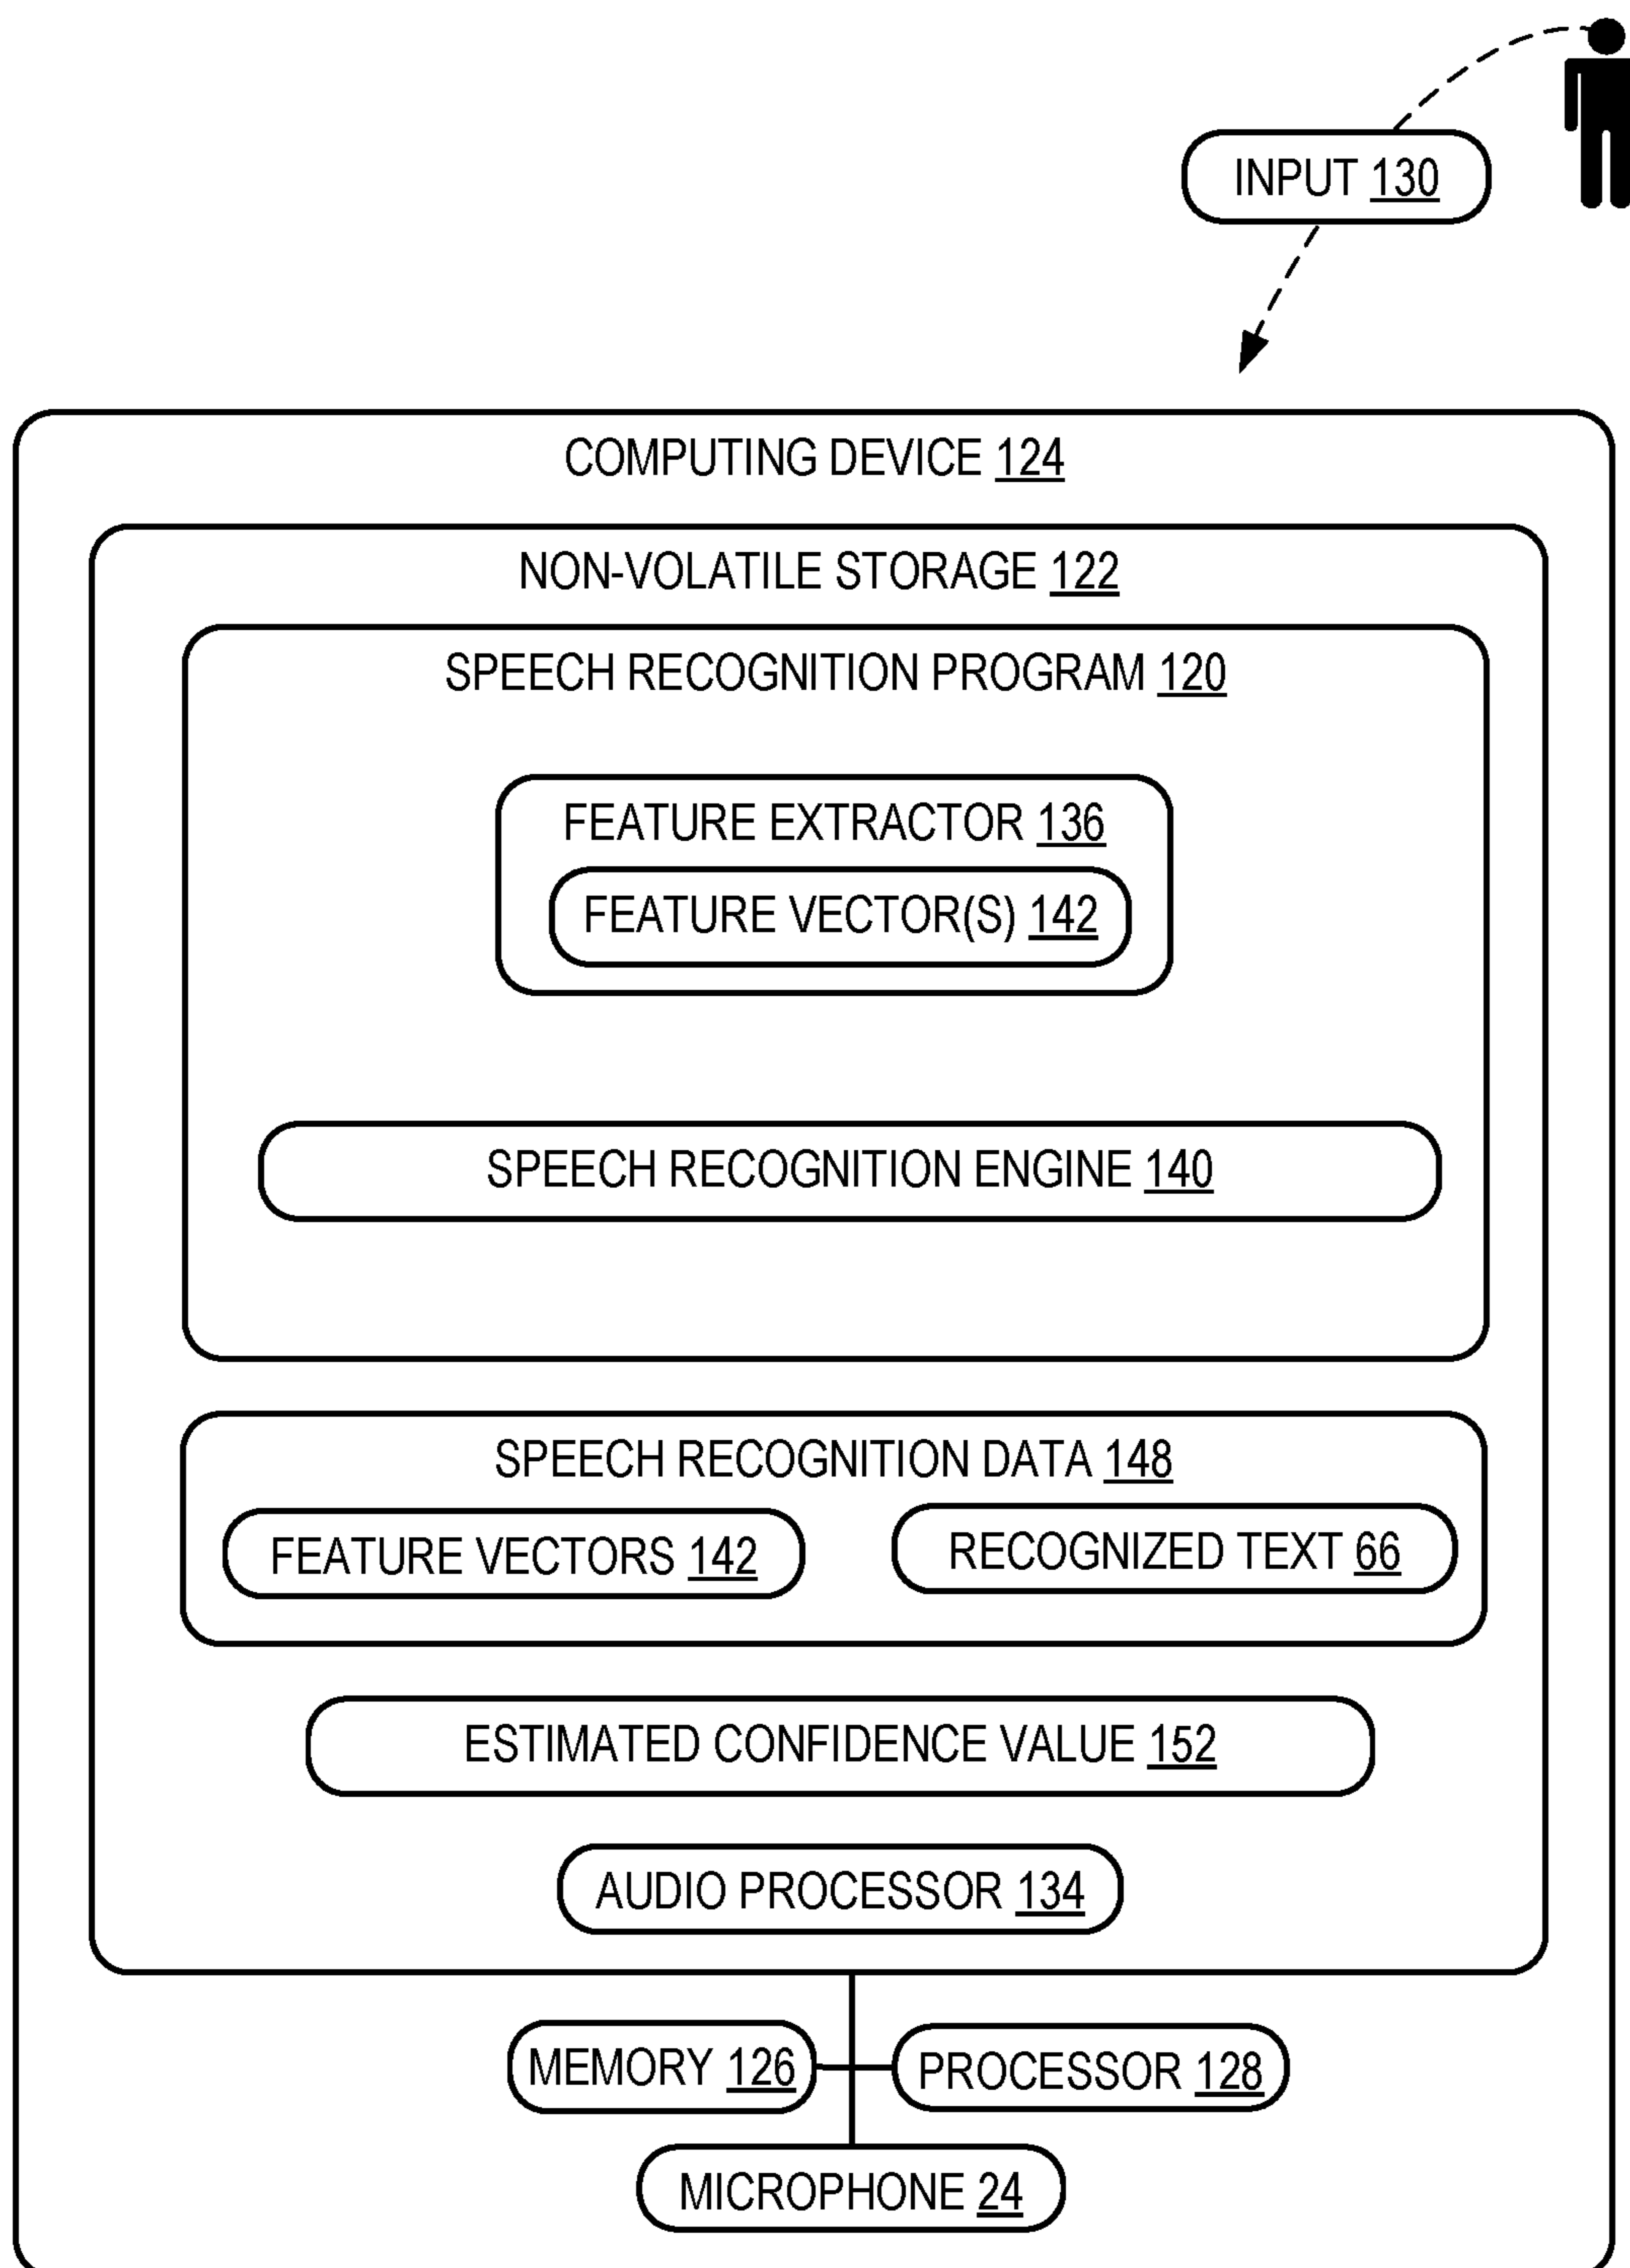 INPUT 130
COMPUTING DEVICE 124
NON-VOLATILE STORAGE 122
SPEECH RECOGNITION PROGRAM 120
FEATURE EXTRACTOR 136
FEATURE VECTOR(S) 142
SPEECH RECOGNITION ENGINE 140
SPEECH RECOGNITION DATA 148
FEATURE VECTORS 142
RECOGNIZED TEXT 66
ESTIMATED CONFIDENCE VALUE 152
AUDIO PROCESSOR 134
MEMORY 126
PROCESSOR 128
MICROPHONE 24